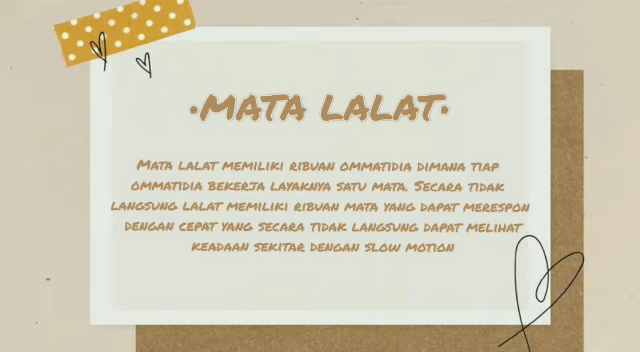 •MATA LALAT•
MATA LALAT MEMILIKI RIBUAN OMMATIDIA DIMANA TIAP
OMMATIDIA BEKERJA LAYAKNYA SATU MATA. SECARA TIDAK
LANGSUNG LALAT MEMILIKI RIBUAN MATA YANG DAPAT MERESPON
DENGAN CEPAT YANG SECARA TIDAK LANGSUNG DAPAT MELIHAT
KEADAAN SEKITAR DENGAN SLOW MOTION